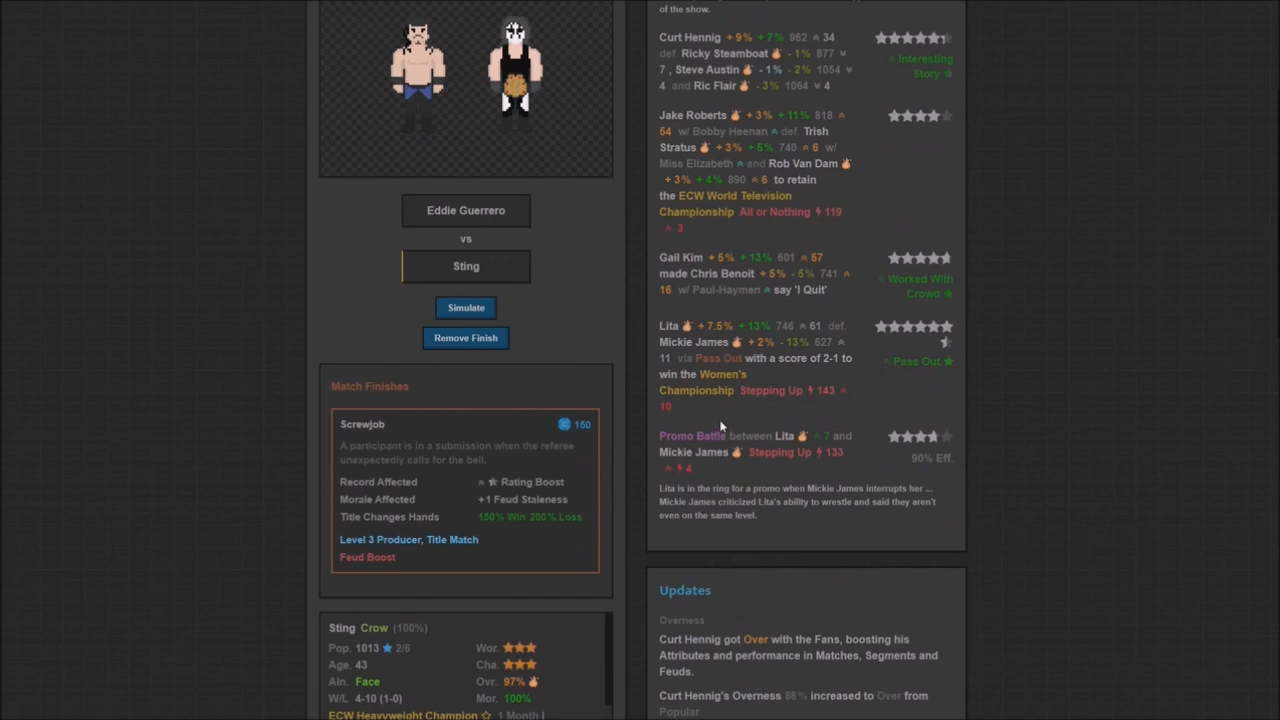 Eddie Guerrero
vs
Sting
Simulate
Remove Finish
Match Finishes
Screwjob 150
A participant is in a submission when the referee
unexpectedly calls for the bell.
Record Affected Rating Boost
Morale Affected +1 Feud Staleness
Title Changes Hands 150% Win 200% Loss
Level 3 Producer, Title Match
Feud Boost
Sting Crow (100%)
Pop. 1013 2/6 Wor.
Age. 43 Cha.
Aln. Face Ovr. 97%
W/L 4-10 (1-0) Mor. 100%
ECW Heavyweight Champion 1 Month |
of the show.
Curt Hennig + 9% + 7% 962 34
def. Ricky Steamboat - 1% 877
7 , Steve Austin - 1% - 2% 1054
4 and Ric Flair - 3% 1064 4
Interesting
Story
Jake Roberts + 3% + 11% 818
54 w/ Bobby Heenan def. Trish
Stratus + 3% + 5% 740 6 w/
Miss Elizabeth and Rob Van Dam
+ 3% + 4% 890 6 to retain
the ECW World Television
Championship All or Nothing 119
3
Gail Kim + 5% + 13% 601 57
made Chris Benoit + 5% - 5% 741
16 w/ Paul-Haymen say 'I Quit'
Worked With
Crowd
Lita + 7.5% + 13% 746 61 def.
Mickie James + 2% - 13% 627
11 via Pass Out with a score of 2-1 to
win the Women's
Championship Stepping Up 143
10
Pass Out
Promo Battle between Lita 7 and
Mickie James Stepping Up 133
4
90% Eff.
Lita is in the ring for a promo when Mickie James interrupts her ...
Mickie James criticized Lita's ability to wrestle and said they aren't
even on the same level.
Updates
Overness
Curt Hennig got Over with the Fans, boosting his
Attributes and performance in Matches, Segments and
Feuds.
Curt Hennig's Overness 88% increased to Over from
Popular